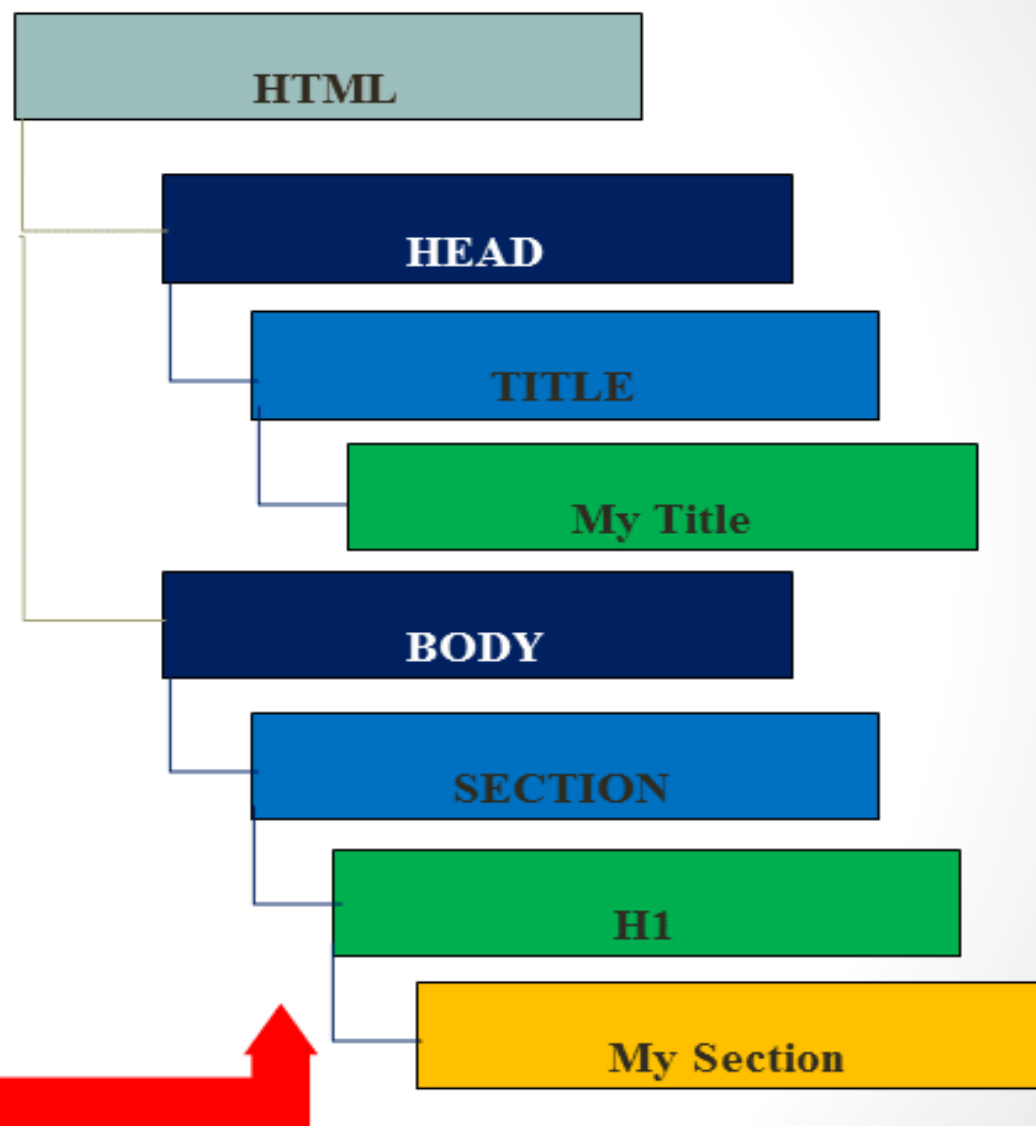 HTML
HEAD
TITLE
My Title
BODY
SECTION
H1
My Section